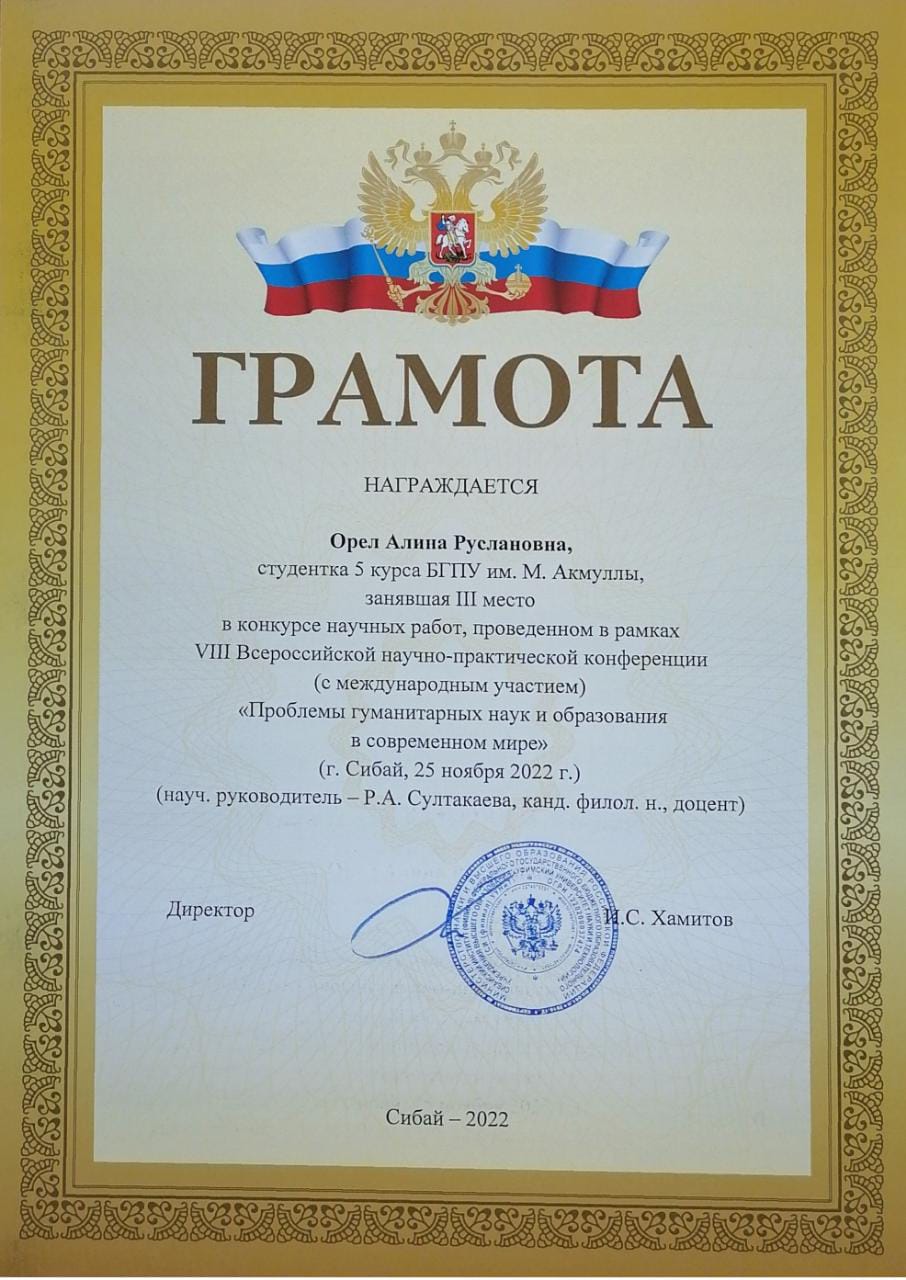 ГРАМОТА
НАГРАЖДАЕТСЯ
Орел Алина Руслановна,
студентка 5 курса БГПУ им. М. Акмуллы,
занявшая III место
в конкурсе научных работ, проведенном в рамках
VIII Всероссийской научно-практической конференции
(с международным участием)
«Проблемы гуманитарных наук и образования
в современном мире»
(г. Сибай, 25 ноября 2022 г.)
(науч. руководитель – Р.А. Султакаева, канд. филол. н., доцент)
Директор
И.С. Хамитов
Сибай – 2022